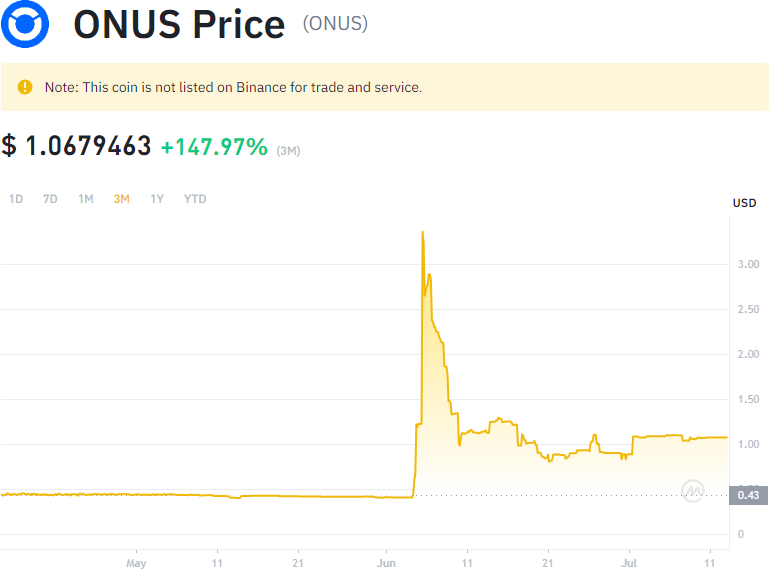 ONUS Price (ONUS)
Note: This coin is not listed on Binance for trade and service.
$ 1.0679463 +147.97% (3M)
1D 7D 1M 3M 1Y YTD
USD
3.00
2.50
2.00
1.50
1.00
0.43
0
May 11 21 Jun 11 21 Jul 11